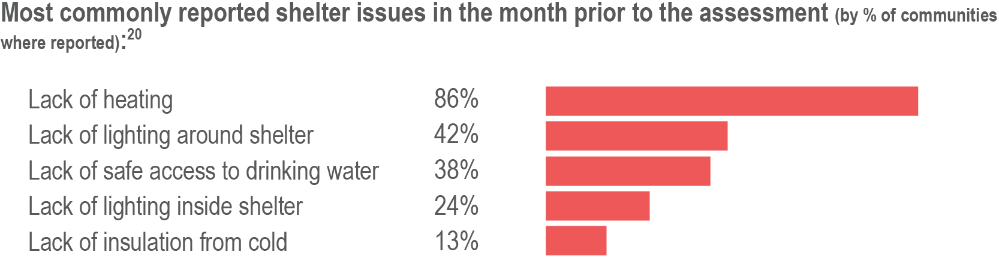 Most commonly reported shelter issues in the month prior to the assessment (by % of communities
where reported):20
Lack of heating 86%
Lack of lighting around shelter 42%
Lack of safe access to drinking water 38%
Lack of lighting inside shelter 24%
Lack of insulation from cold 13%